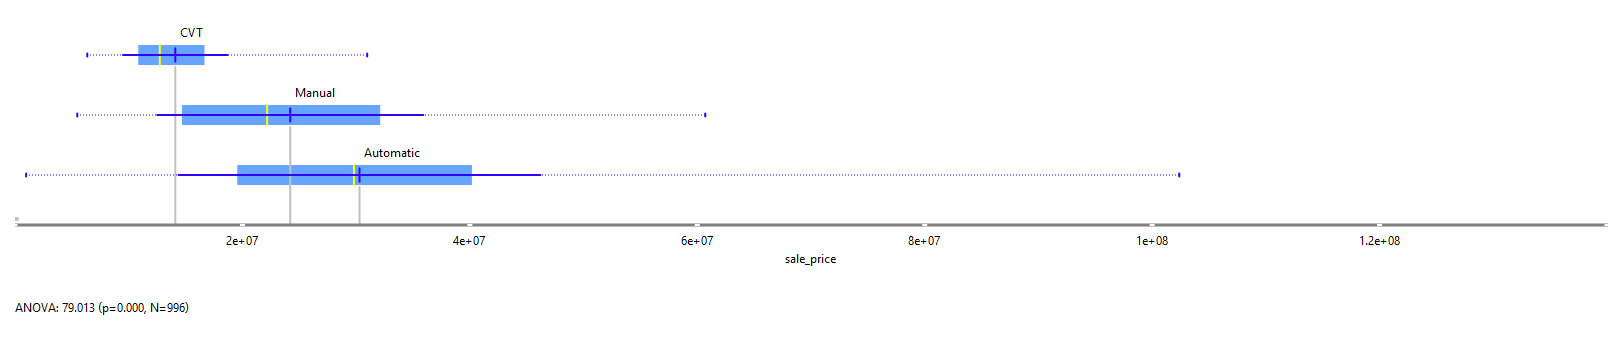 CVT
Manual
Automatic
2e+07 4e+07 6e+07 8e+07 1e+08 1.2e+08
sale_price
ANOVA: 79.013 (p=0.000, N=996)